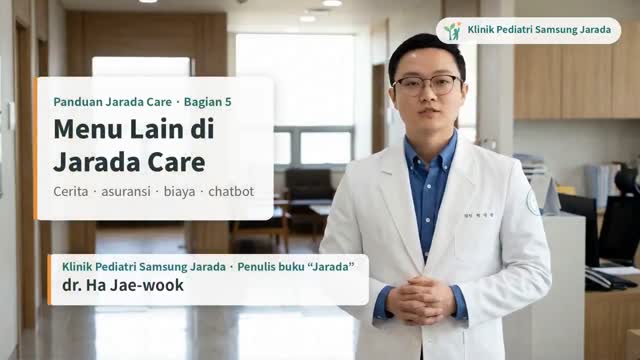 Klinik Pediatri Samsung Jarada
Panduan Jarada Care · Bagian 5
Menu Lain di
Jarada Care
Cerita · asuransi · biaya · chatbot
Klinik Pediatri Samsung Jarada · Penulis buku “Jarada”
dr. Ha Jae-wook